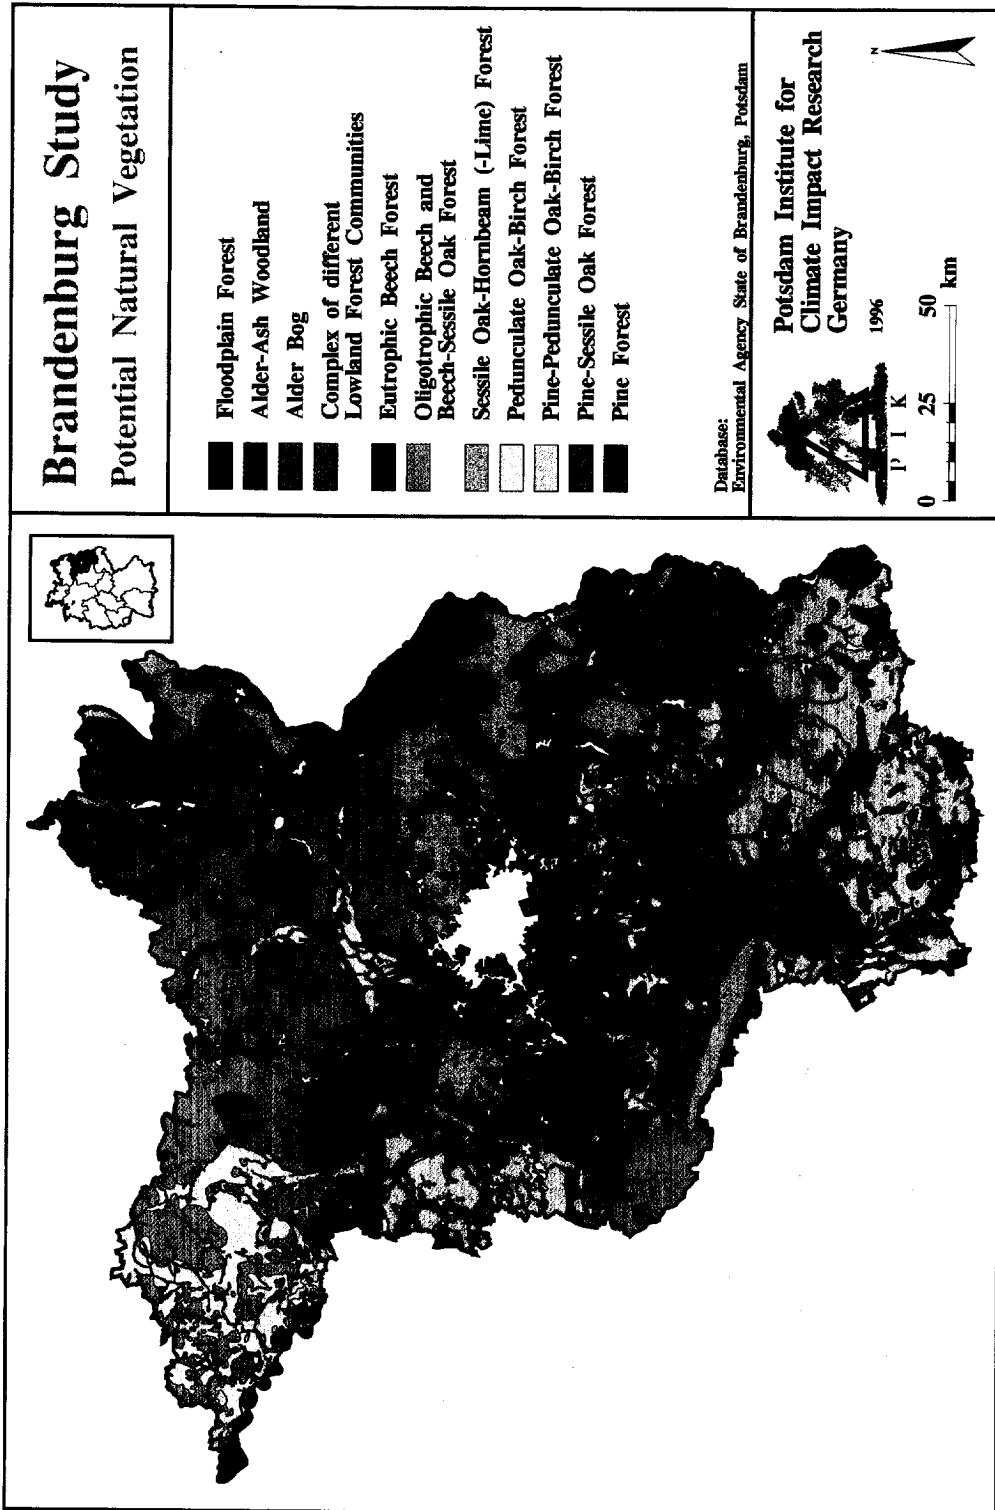 Brandenburg Study
Potential Natural Vegetation
Floodplain Forest
Alder-Ash Woodland
Alder Bog
Complex of different
Lowland Forest Communities
Eutrophic Beech Forest
Oligotrophic Beech and
Beech-Sessile Oak Forest
Sessile Oak-Hornbeam (-Lime) Forest
Pedunculate Oak-Birch Forest
Pine-Pedunculate Oak-Birch Forest
Pine-Sessile Oak Forest
Pine Forest
Database:
Environmental Agency State of Brandenburg, Potsdam
Potsdam Institute for
Climate Impact Research
Germany
1996
P I K
N
0 25 50 km